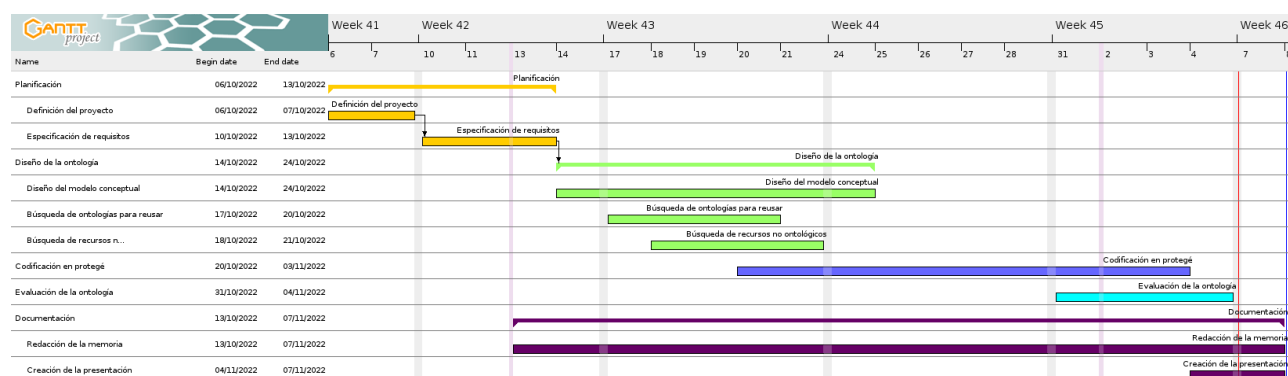 GANTT project
Week 41 Week 42 Week 43 Week 44 Week 45 Week 46
6 7 10 11 13 14 17 18 19 20 21 24 25 26 27 28 31 2 3 4 7 8
Name Begin date End date
Planificación 06/10/2022 13/10/2022 Planificación
Definición del proyecto 06/10/2022 07/10/2022 Definición del proyecto
Especificación de requisitos 10/10/2022 13/10/2022 Especificación de requisitos
Diseño de la ontología 14/10/2022 24/10/2022 Diseño de la ontología
Diseño del modelo conceptual 14/10/2022 24/10/2022 Diseño del modelo conceptual
Búsqueda de ontologías para reusar 17/10/2022 20/10/2022 Búsqueda de ontologías para reusar
Búsqueda de recursos n... 18/10/2022 21/10/2022 Búsqueda de recursos no ontológicos
Codificación en protegé 20/10/2022 03/11/2022 Codificación en protegé
Evaluación de la ontología 31/10/2022 04/11/2022 Evaluación de la ontología
Documentación 13/10/2022 07/11/2022 Documentación
Redacción de la memoria 13/10/2022 07/11/2022 Redacción de la memoria
Creación de la presentación 04/11/2022 07/11/2022 Creación de la presentación